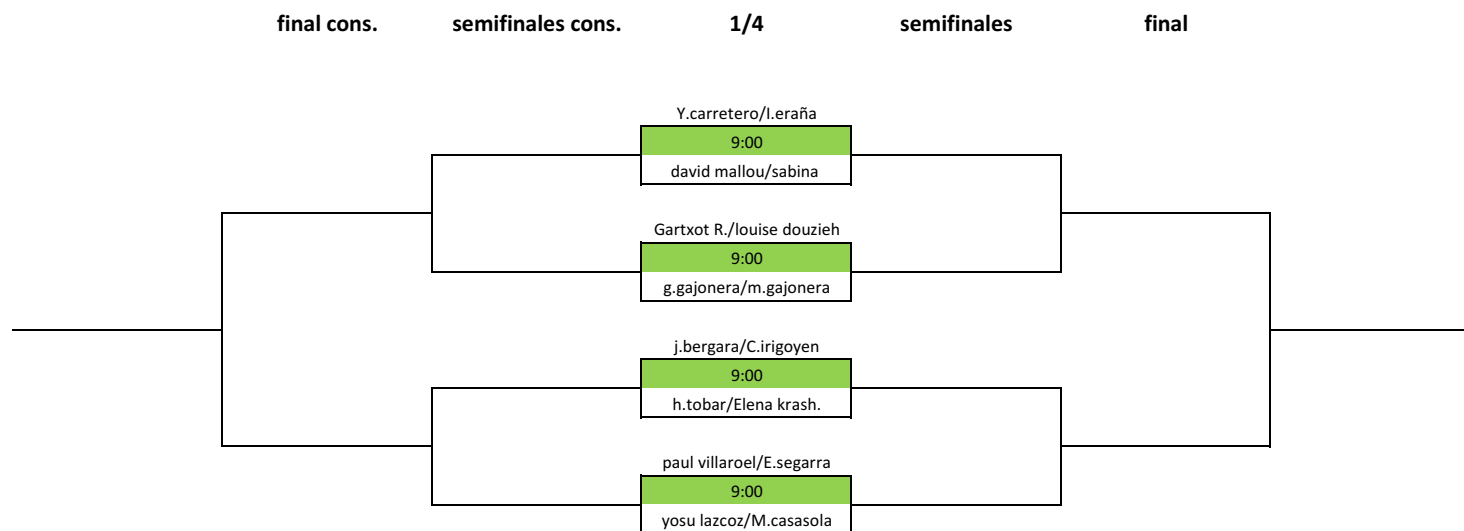 final cons. semifinales cons. 1/4 semifinales final
Y.carretero/I.eraña
9:00
david mallou/sabina
Gartxot R./louise douzieh
9:00
g.gajonera/m.gajonera
j.bergara/C.irigoyen
9:00
h.tobar/Elena krash.
paul villaroel/E.segarra
9:00
yosu lazcoz/M.casasola